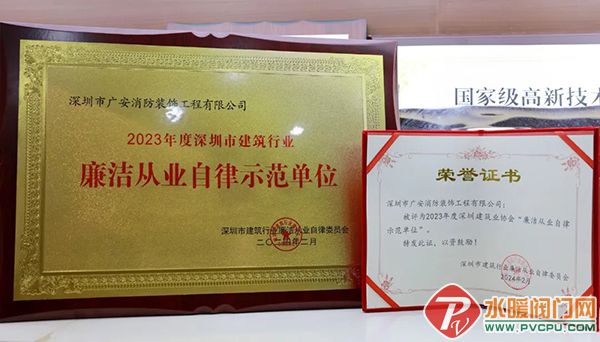 深圳市广安消防装饰工程有限公司
2023年度深圳市建筑行业
廉洁从业自律示范单位
深圳市建筑行业廉洁从业自律委员会
二〇二四年二月
国家级高新技术
荣誉证书
深圳市广安消防装饰工程有限公司：
被评为2023年度深圳建筑业协会“廉洁从业自律
示范单位”。
特发此证，以资鼓励！
深圳市建筑行业廉洁从业自律委员会
2024年2月
水暖阀门网
WWW.PVCPU.COM